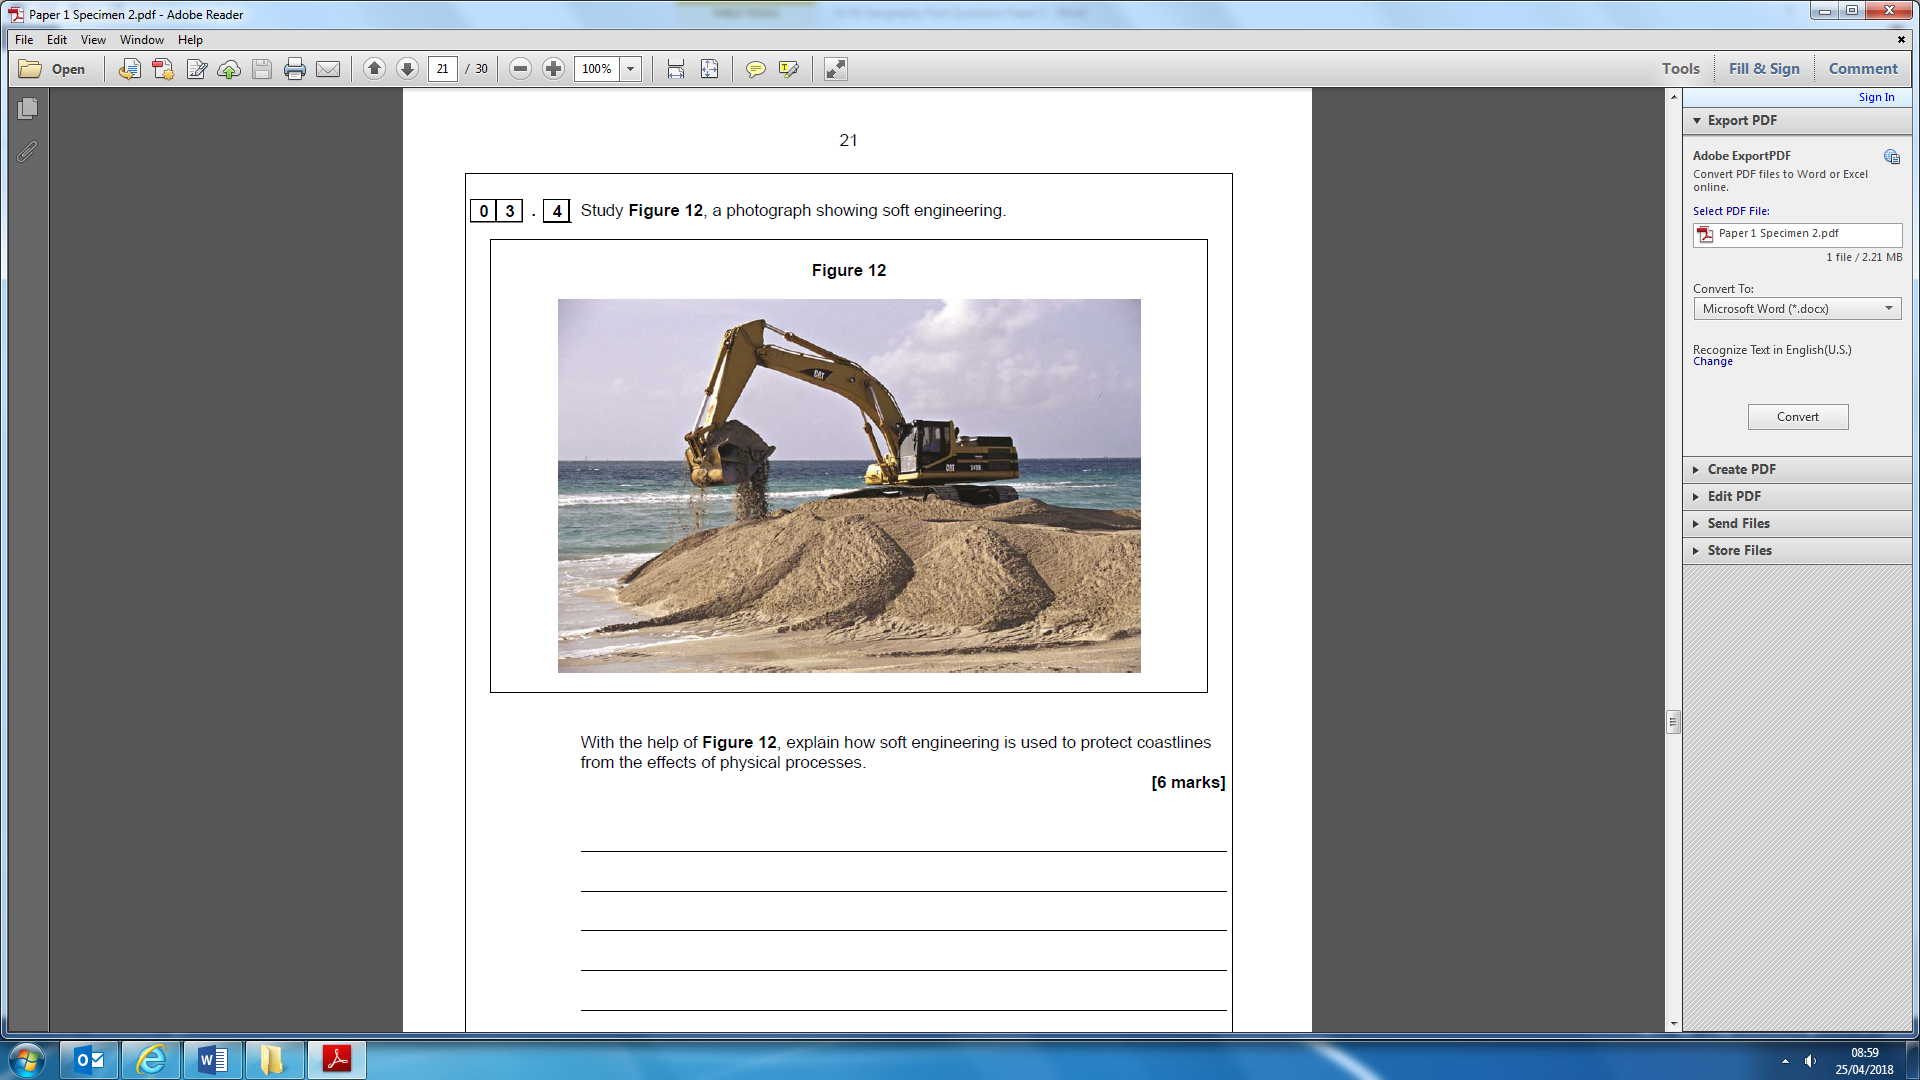 Paper 1 Specimen 2.pdf - Adobe Reader
File Edit View Window Help
Open 21 / 30 100% Tools Fill & Sign Comment
Sign In
21
03.4 Study Figure 12, a photograph showing soft engineering.
Figure 12
CAT
CAT 345B
With the help of Figure 12, explain how soft engineering is used to protect coastlines
from the effects of physical processes.
[6 marks]
Export PDF
Adobe ExportPDF
Convert PDF files to Word or Excel
online.
Select PDF File:
Paper 1 Specimen 2.pdf
1 file / 2.21 MB
Convert To:
Microsoft Word (*.docx)
Recognize Text in English(U.S.)
Change
Convert
Create PDF
Edit PDF
Send Files
Store Files
08:59
25/04/2018